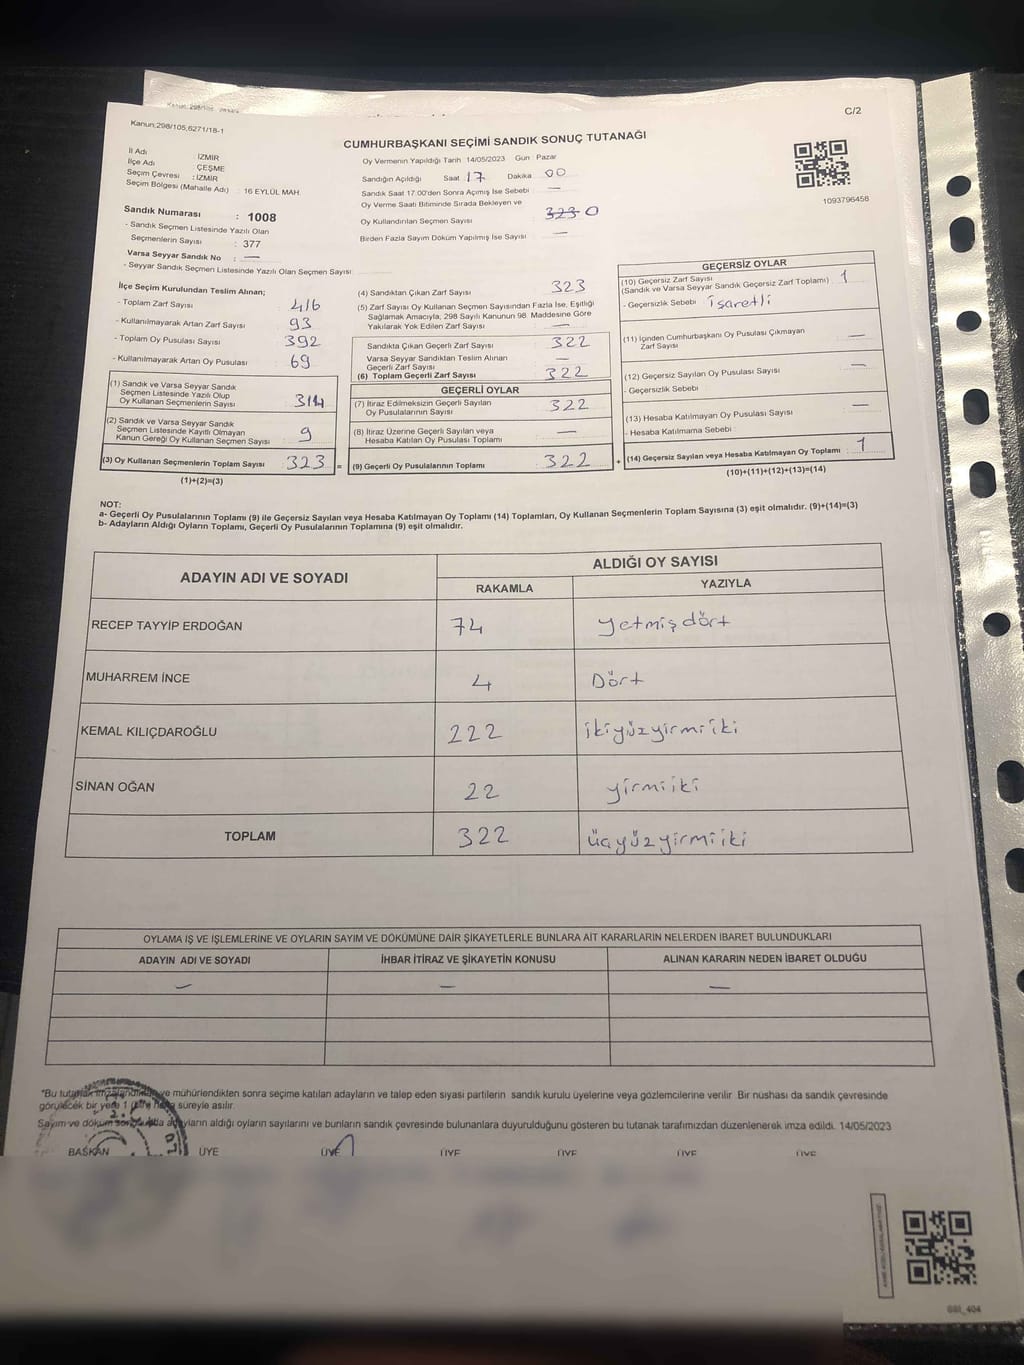 Kanun:298/105,6271/18-1
C/2
CUMHURBAŞKANI SEÇİMİ SANDIK SONUÇ TUTANAĞI
İl Adı : İZMİR
İlçe Adı ÇEŞME
Seçim Çevresi : İZMİR
Seçim Bölgesi (Mahalle Adı) : 16 EYLÜL MAH.
Sandık Numarası : 1008
- Sandık Seçmen Listesinde Yazılı Olan
Seçmenlerin Sayısı : 377
Varsa Seyyar Sandık No : —
- Seyyar Sandık Seçmen Listesinde Yazılı Olan Seçmen Sayısı:
Oy Vermenin Yapıldığı Tarih 14/05/2023 Gün : Pazar
Sandığın Açıldığı Saat 17 Dakika 00
Sandık Saat 17:00'den Sonra Açımış İse Sebebi —
Oy Verme Saati Bitiminde Sırada Bekleyen ve
Oy Kullandırılan Seçmen Sayısı 323 0
Birden Fazla Sayım Döküm Yapılmış İse Sayısı —
1093796458
İlçe Seçim Kurulundan Teslim Alınan;
- Toplam Zarf Sayısı : 416
- Kullanılmayarak Artan Zarf Sayısı : 93
- Toplam Oy Pusulası Sayısı : 392
- Kullanılmayarak Artan Oy Pusulası : 69
(1) Sandık ve Varsa Seyyar Sandık
Seçmen Listesinde Yazılı Olup
Oy Kullanan Seçmenlerin Sayısı : 314
(2) Sandık ve Varsa Seyyar Sandık
Seçmen Listesinde Kayıtlı Olmayan
Kanun Gereği Oy Kullanan Seçmen Sayısı : 9
(3) Oy Kullanan Seçmenlerin Toplam Sayısı : 323 =
(1)+(2)=(3)
(4) Sandıktan Çıkan Zarf Sayısı 323
(5) Zarf Sayısı Oy Kullanan Seçmen Sayısından Fazla İse, Eşitliği
Sağlamak Amacıyla, 298 Sayılı Kanunun 98. Maddesine Göre
Yakılarak Yok Edilen Zarf Sayısı —
Sandıkta Çıkan Geçerli Zarf Sayısı 322
Varsa Seyyar Sandıktan Teslim Alınan
Geçerli Zarf Sayısı —
(6) Toplam Geçerli Zarf Sayısı 322
GEÇERLİ OYLAR
(7) İtiraz Edilmeksizin Geçerli Sayılan
Oy Pusulalarının Sayısı 322
(8) İtiraz Üzerine Geçerli Sayılan veya
Hesaba Katılan Oy Pusulası Toplamı —
(9) Geçerli Oy Pusulalarının Toplamı 322 +
GEÇERSİZ OYLAR
(10) Geçersiz Zarf Sayısı
(Sandık ve Varsa Seyyar Sandık Geçersiz Zarf Toplamı) : 1
- Geçersizlik Sebebi : işaretli
(11) İçinden Cumhurbaşkanı Oy Pusulası Çıkmayan
Zarf Sayısı —
(12) Geçersiz Sayılan Oy Pusulası Sayısı —
- Geçersizlik Sebebi
(13) Hesaba Katılmayan Oy Pusulası Sayısı —
- Hesaba Katılmama Sebebi :
(14) Geçersiz Sayılan veya Hesaba Katılmayan Oy Toplamı : 1
(10)+(11)+(12)+(13)=(14)
NOT:
a- Geçerli Oy Pusulalarının Toplamı (9) ile Geçersiz Sayılan veya Hesaba Katılmayan Oy Toplamı (14) Toplamları, Oy Kullanan Seçmenlerin Toplam Sayısına (3) eşit olmalıdır. (9)+(14)=(3)
b- Adayların Aldığı Oyların Toplamı, Geçerli Oy Pusulalarının Toplamına (9) eşit olmalıdır.
ADAYIN ADI VE SOYADI
ALDIĞI OY SAYISI
RAKAMLA YAZIYLA
RECEP TAYYİP ERDOĞAN 74 yetmişdört
MUHARREM İNCE 4 Dört
KEMAL KILIÇDAROĞLU 222 ikiyüzyirmiiki
SİNAN OĞAN 22 yirmiiki
TOPLAM 322 üçyüzyirmiiki
OYLAMA İŞ VE İŞLEMLERİNE VE OYLARIN SAYIM VE DÖKÜMÜNE DAİR ŞİKAYETLERLE BUNLARA AİT KARARLARIN NELERDEN İBARET BULUNDUKLARI
ADAYIN ADI VE SOYADI İHBAR İTİRAZ VE ŞİKAYETİN KONUSU ALINAN KARARIN NEDEN İBARET OLDUĞU
— — —
*Bu tutanak imzalandıktan ve mühürlendikten sonra seçime katılan adayların ve talep eden siyasi partilerin sandık kurulu üyelerine veya gözlemcilerine verilir. Bir nüshası da sandık çevresinde
görülecek bir yere 1 hafta süreyle asılır.
Sayım ve döküm sonunda adayların aldığı oyların sayılarını ve bunların sandık çevresinde bulunanlara duyurulduğunu gösteren bu tutanak tarafımızdan düzenlenerek imza edildi. 14/05/2023
BAŞKAN ÜYE ÜYE ÜYE ÜYE ÜYE ÜYE
SSI_404